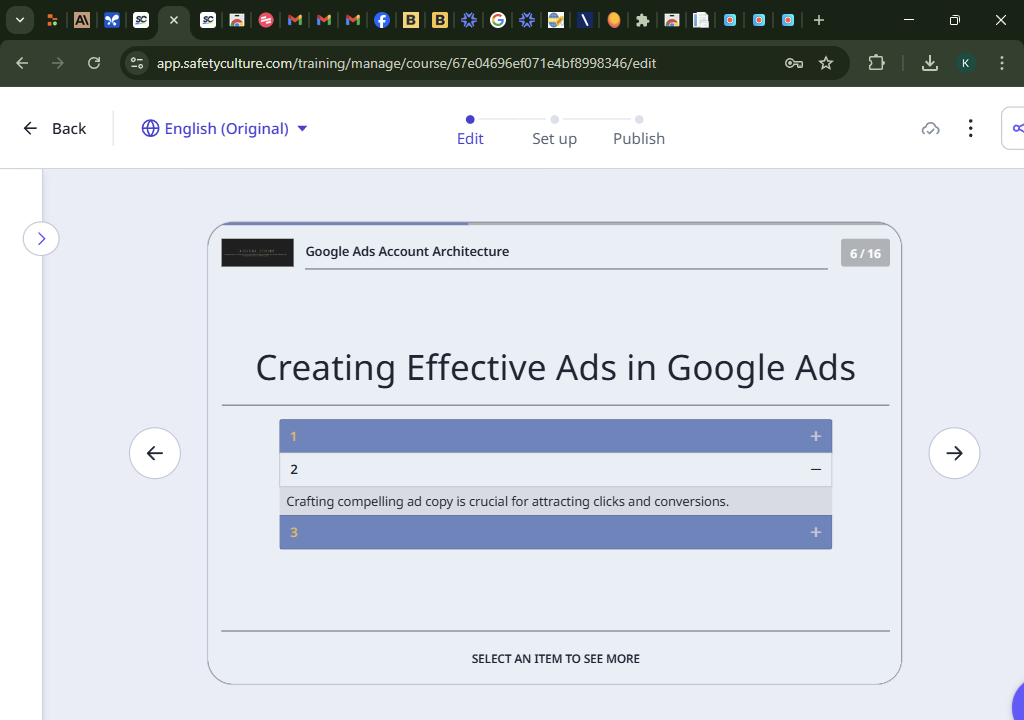 app.safetyculture.com/training/manage/course/67e04696ef071e4bf8998346/edit
K
Back
English (Original)
Edit
Set up
Publish
Google Ads Account Architecture
6 / 16
Creating Effective Ads in Google Ads
1
2
Crafting compelling ad copy is crucial for attracting clicks and conversions.
3
SELECT AN ITEM TO SEE MORE